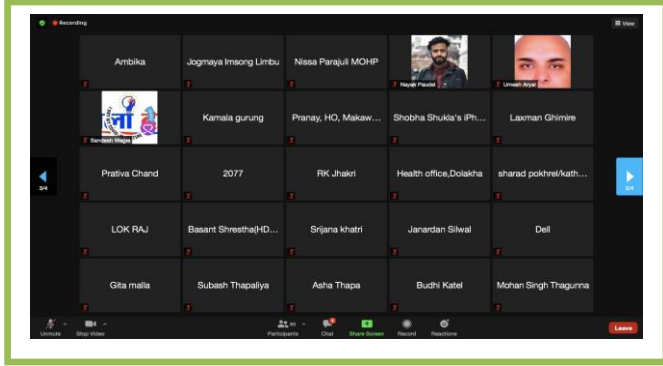 Recording
View
Ambika
Jogmaya Imsong Limbu
Nissa Parajuli MOHP
Nayan Paudel
Umesh Aryal
Sandesh Wagle
Kamala gurung
Pranay, HO, Makaw...
Shobha Shukla's iPh...
Laxman Ghimire
Prativa Chand
2077
RK Jhakri
Health office,Dolakha
sharad pokhrel/kath...
3/4
3/4
LOK RAJ
Basant Shrestha(HD...
Srijana khatri
Janardan Silwal
Dell
Gita malla
Subash Thapaliya
Asha Thapa
Budhi Katel
Mohan Singh Thagunna
Unmute
Stop Video
Participants
Chat
Share Screen
Record
Reactions
Leave